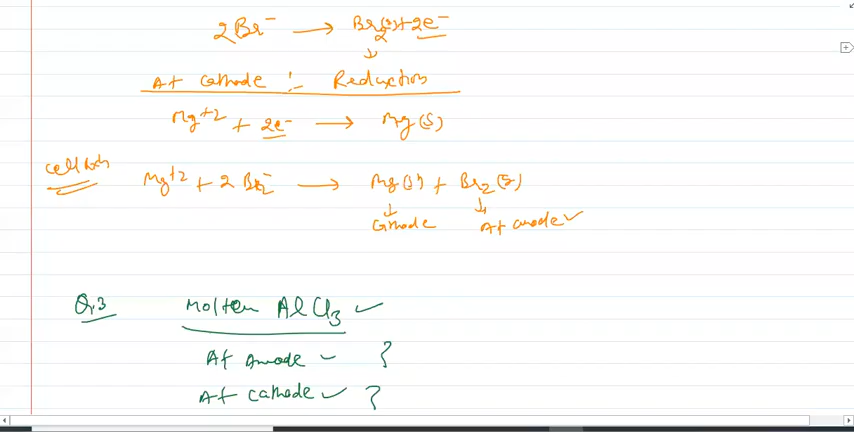 2Br⁻ → Br₂(g) + 2e⁻
At cathode :- Reduction
Mg⁺² + 2e⁻ → Mg(s)
Cell Rxn
Mg⁺² + 2Br⁻ → Mg(s) + Br₂(g)
Cathode At anode ✓
Q.3 Molten AlCl₃ ✓
At Anode ✓ ?
At Cathode ✓ ?